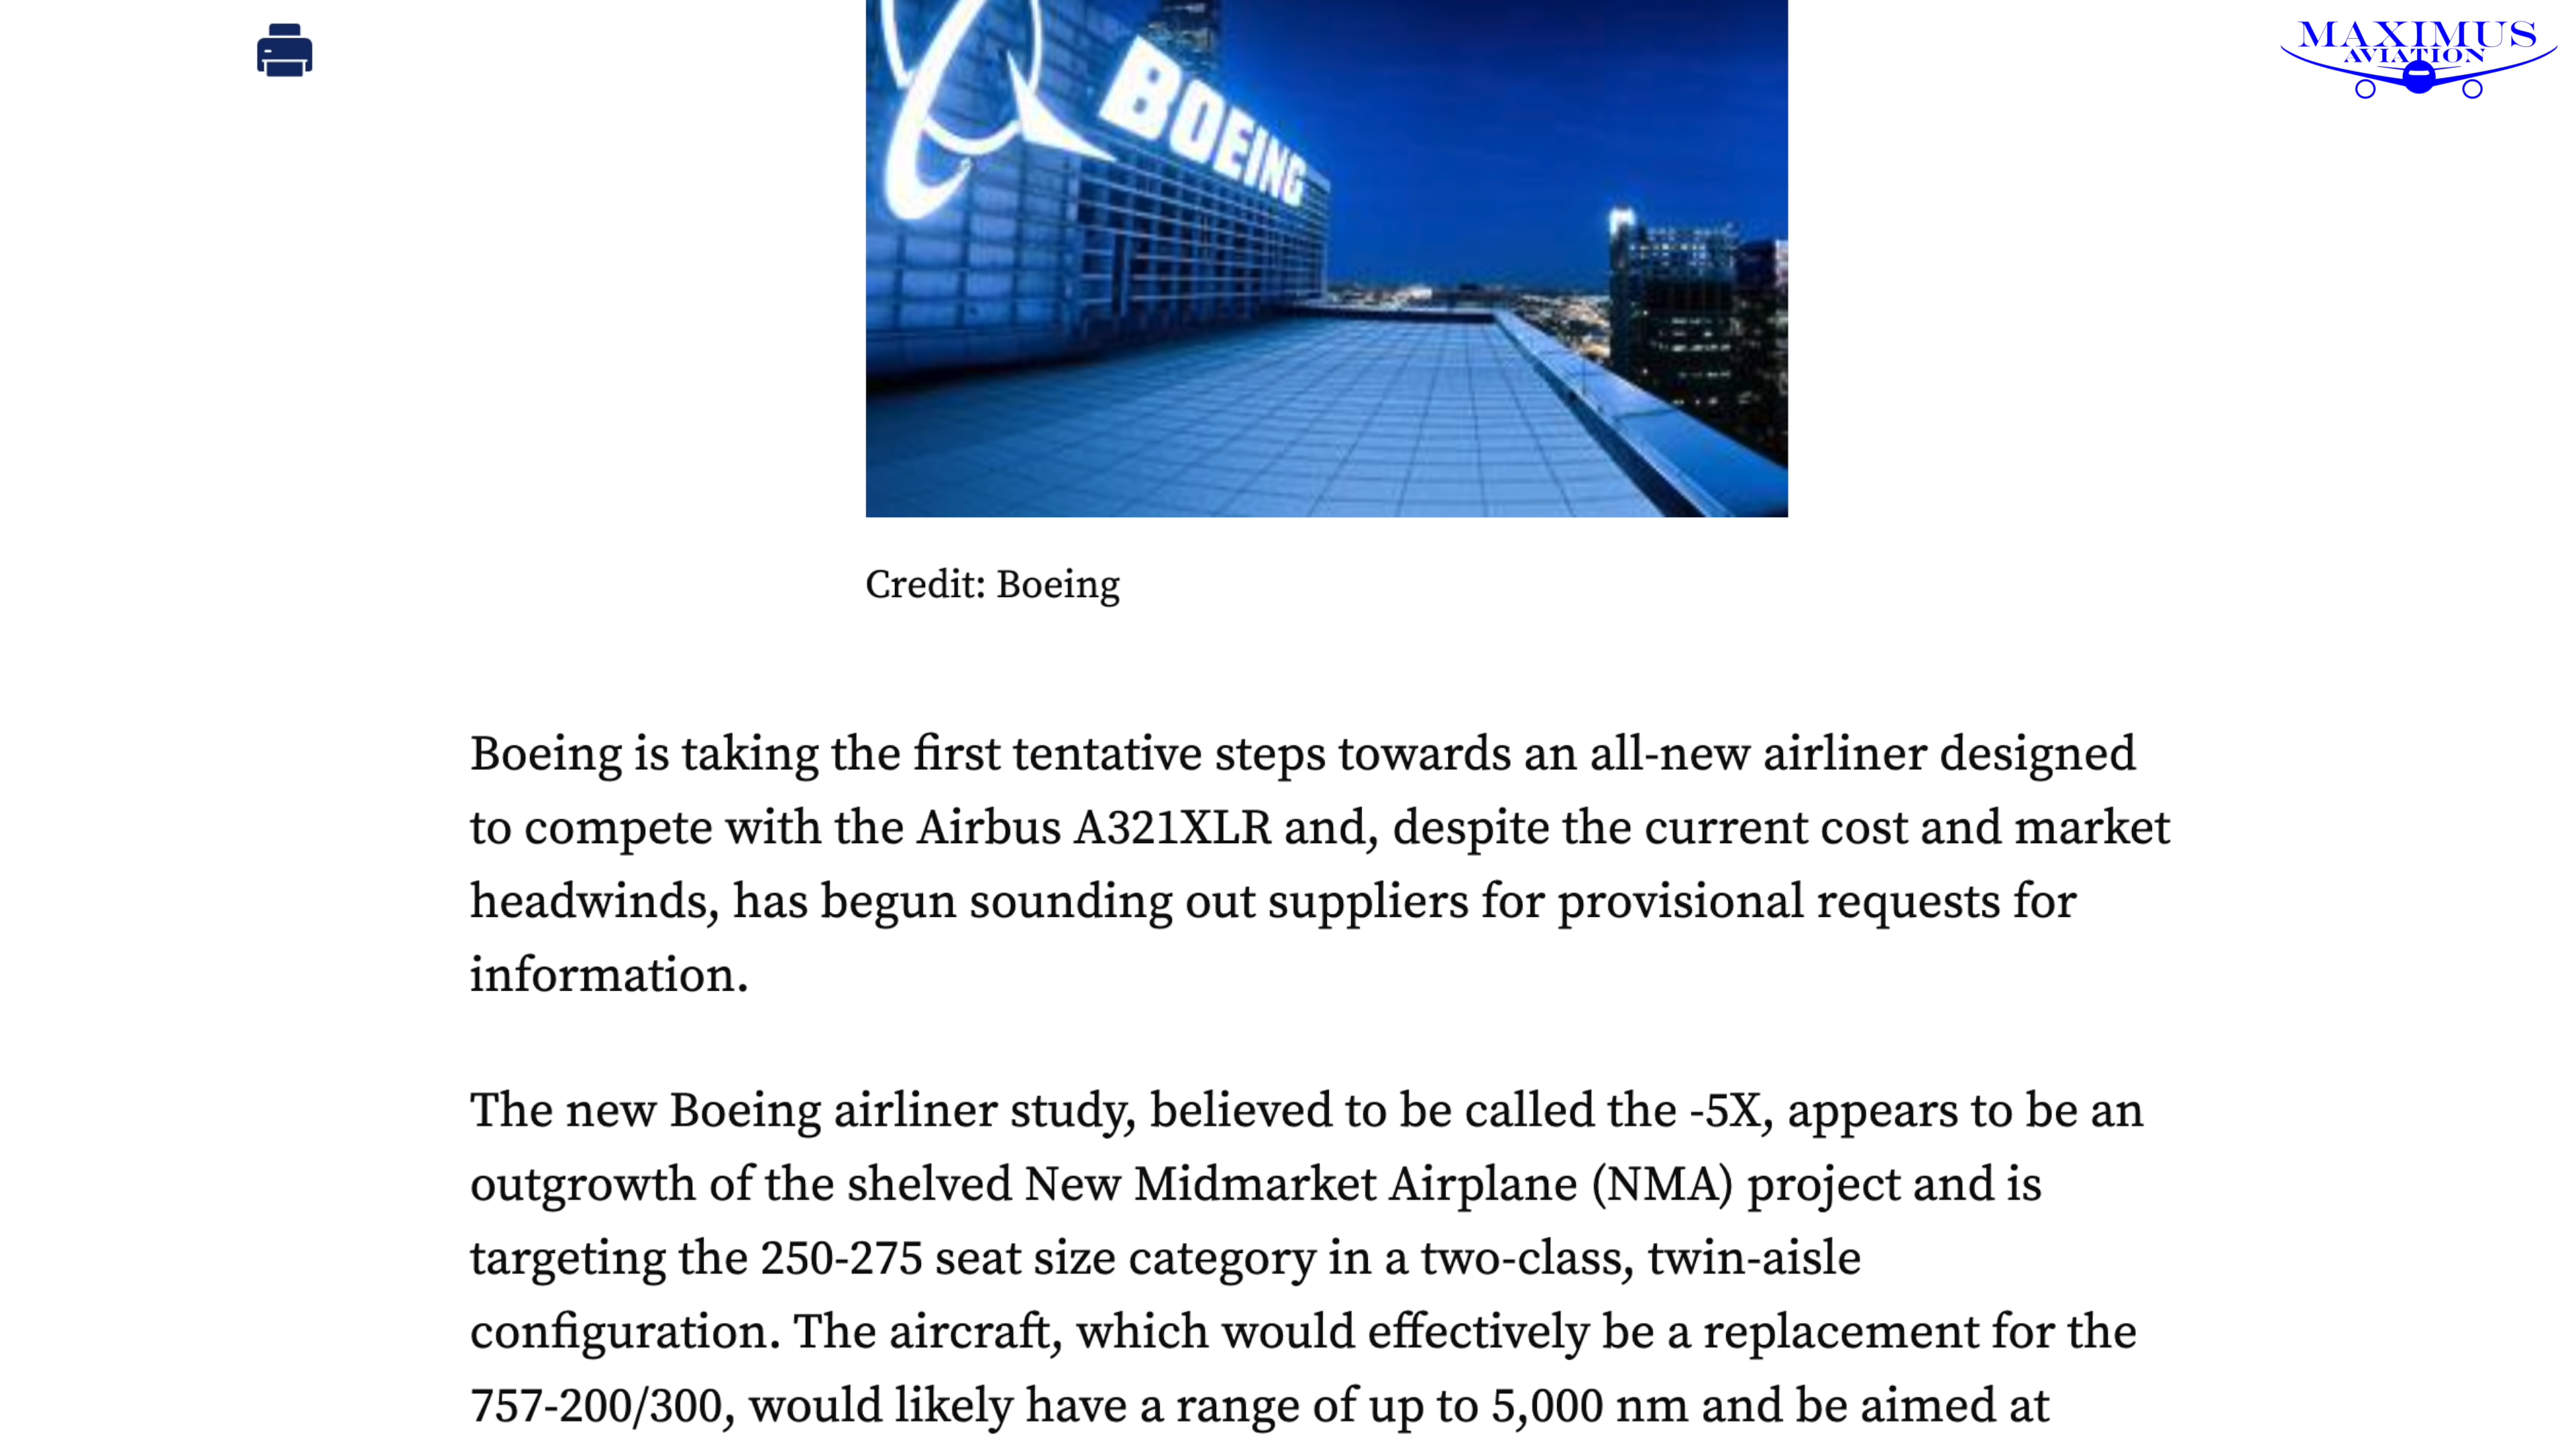 BOEING
MAXIMUS
AVIATION
Credit: Boeing
Boeing is taking the first tentative steps towards an all-new airliner designed
to compete with the Airbus A321XLR and, despite the current cost and market
headwinds, has begun sounding out suppliers for provisional requests for
information.
The new Boeing airliner study, believed to be called the -5X, appears to be an
outgrowth of the shelved New Midmarket Airplane (NMA) project and is
targeting the 250-275 seat size category in a two-class, twin-aisle
configuration. The aircraft, which would effectively be a replacement for the
757-200/300, would likely have a range of up to 5,000 nm and be aimed at